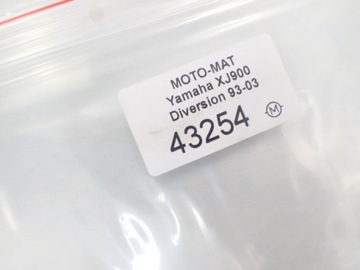 MOTO-MAT
Yamaha XJ900
Diversion 93-03
43254
M